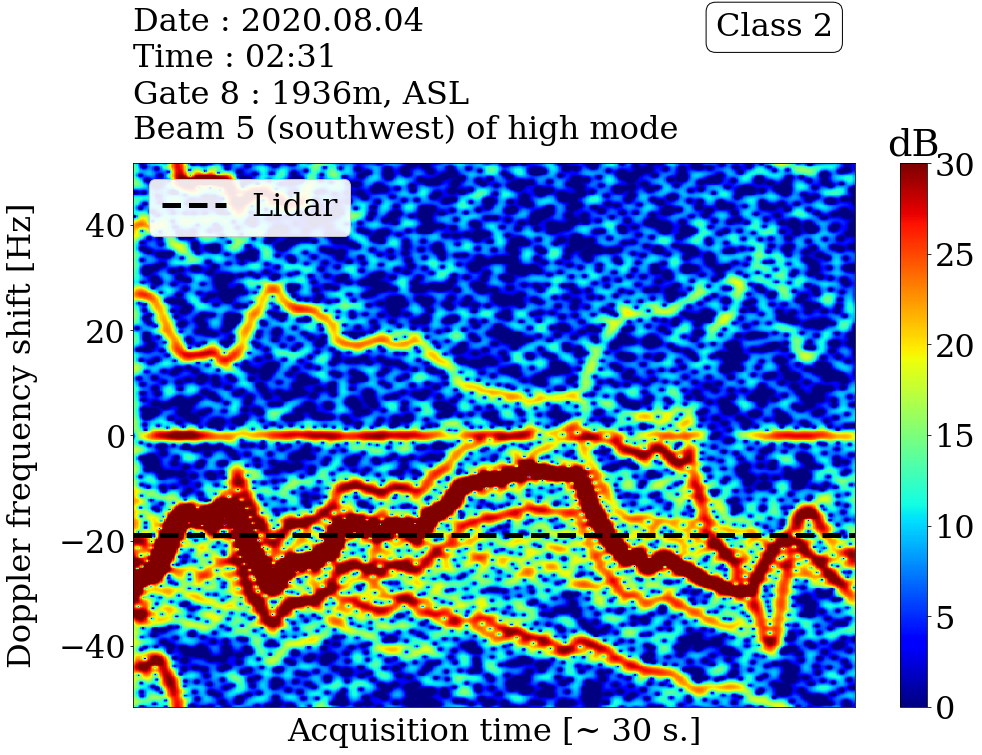 Date : 2020.08.04
Time : 02:31
Gate 8 : 1936m, ASL
Beam 5 (southwest) of high mode
Class 2
dB
Lidar
Doppler frequency shift [Hz]
40
20
0
−20
−40
30
25
20
15
10
5
0
Acquisition time [~ 30 s.]